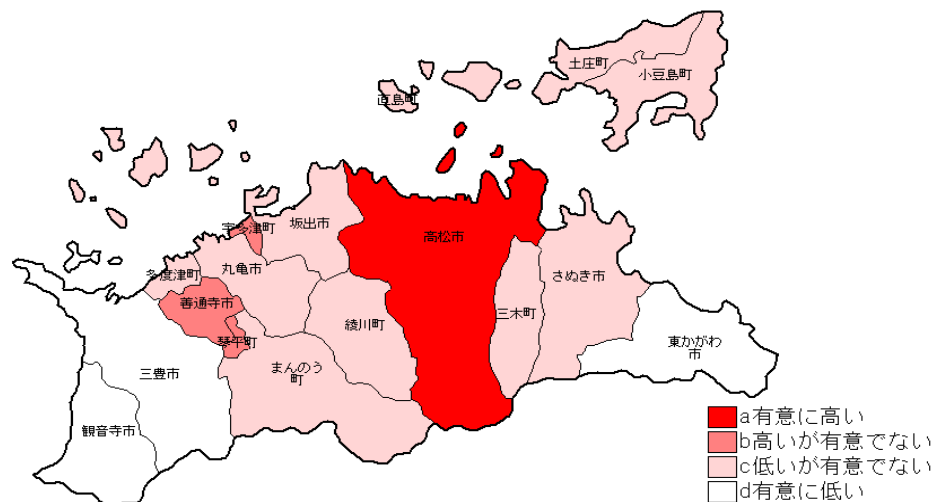 土庄町
小豆島町
直島町
宇多津町
坂出市
高松市
多度津町
丸亀市
さぬき市
善通寺市
三木町
綾川町
琴平町
東かがわ
市
まんのう
町
三豊市
観音寺市
a有意に高い
b高いが有意でない
c低いが有意でない
d有意に低い